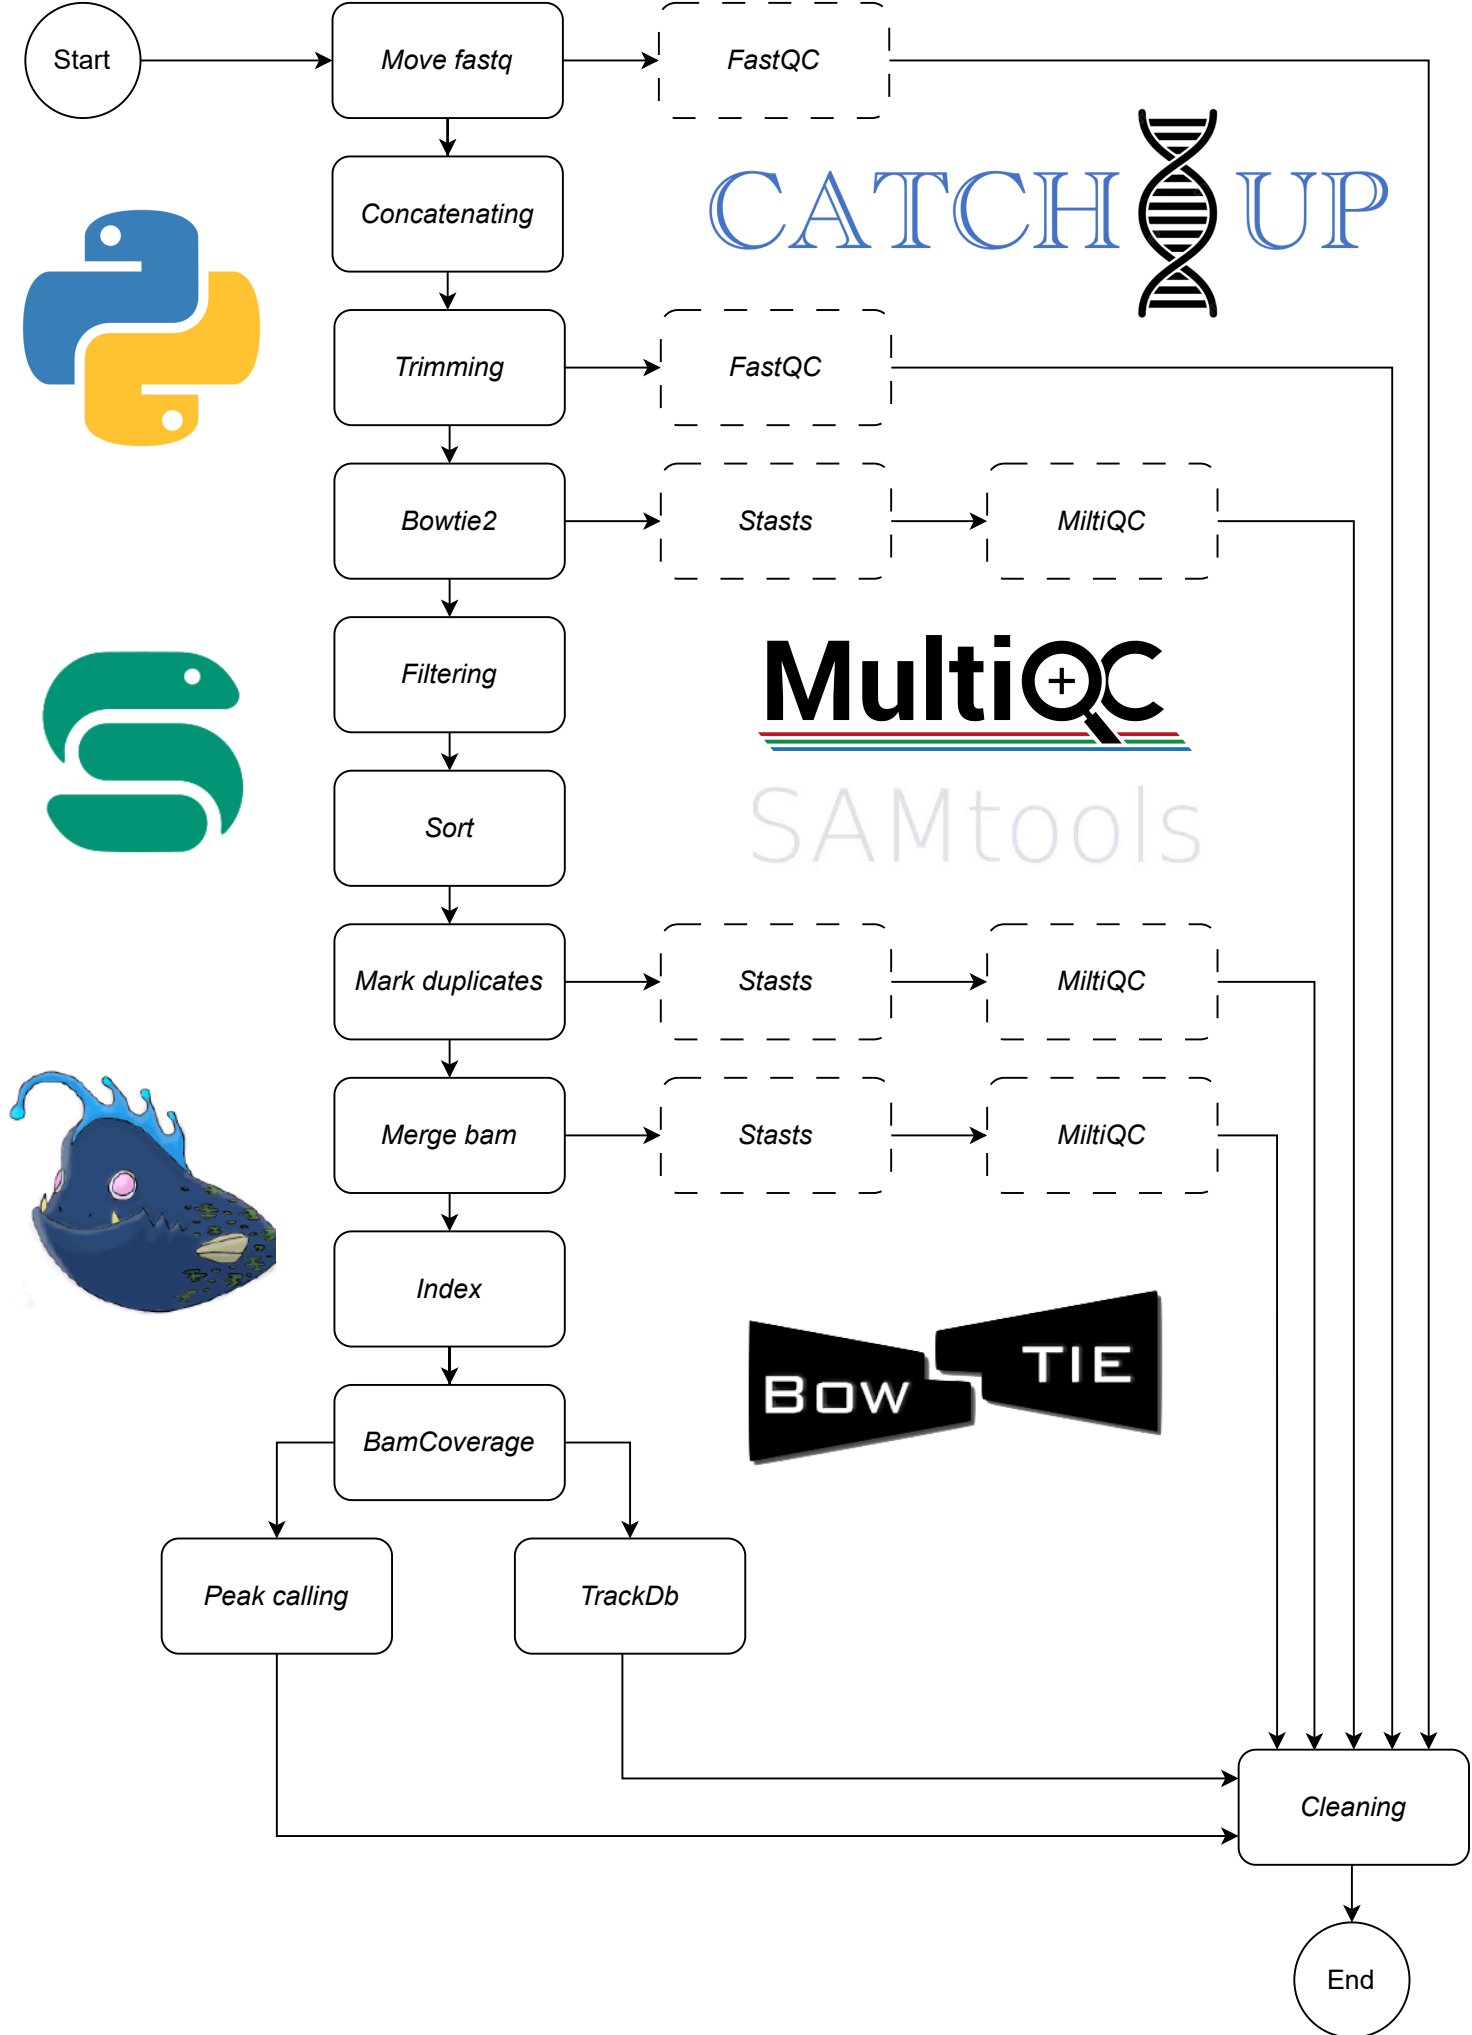 Start
Move fastq
FastQC
CATCH UP
Concatenating
Trimming
FastQC
Bowtie2
Stasts
MiltiQC
Filtering
MultiQC
Sort
SAMtools
Mark duplicates
Stasts
MiltiQC
Merge bam
Stasts
MiltiQC
Index
BOW TIE
BamCoverage
Peak calling
TrackDb
Cleaning
End